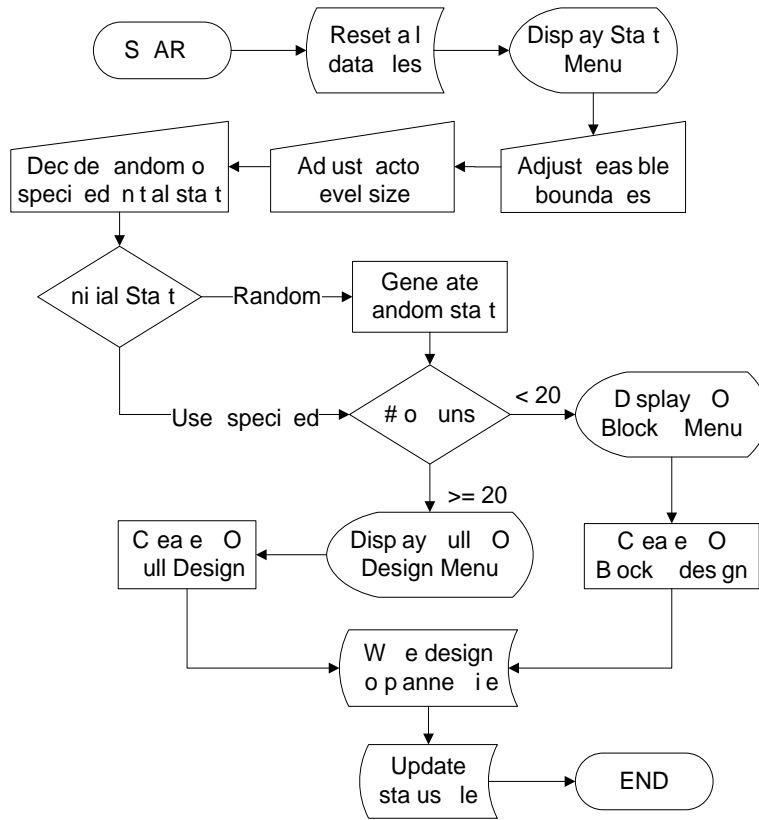 S AR
Reset a l
data les
Disp ay Sta t
Menu
Dec de andom o
speci ed n t al sta t
Ad ust acto
evel size
Adjust eas ble
bounda es
ni ial Sta t
Random
Gene ate
andom sta t
Use speci ed
# o uns
< 20
D splay O
Block Menu
>= 20
C ea e O
ull Design
Disp ay ull O
Design Menu
C ea e O
B ock des gn
W e design
o p anne i e
Update
sta us le
END